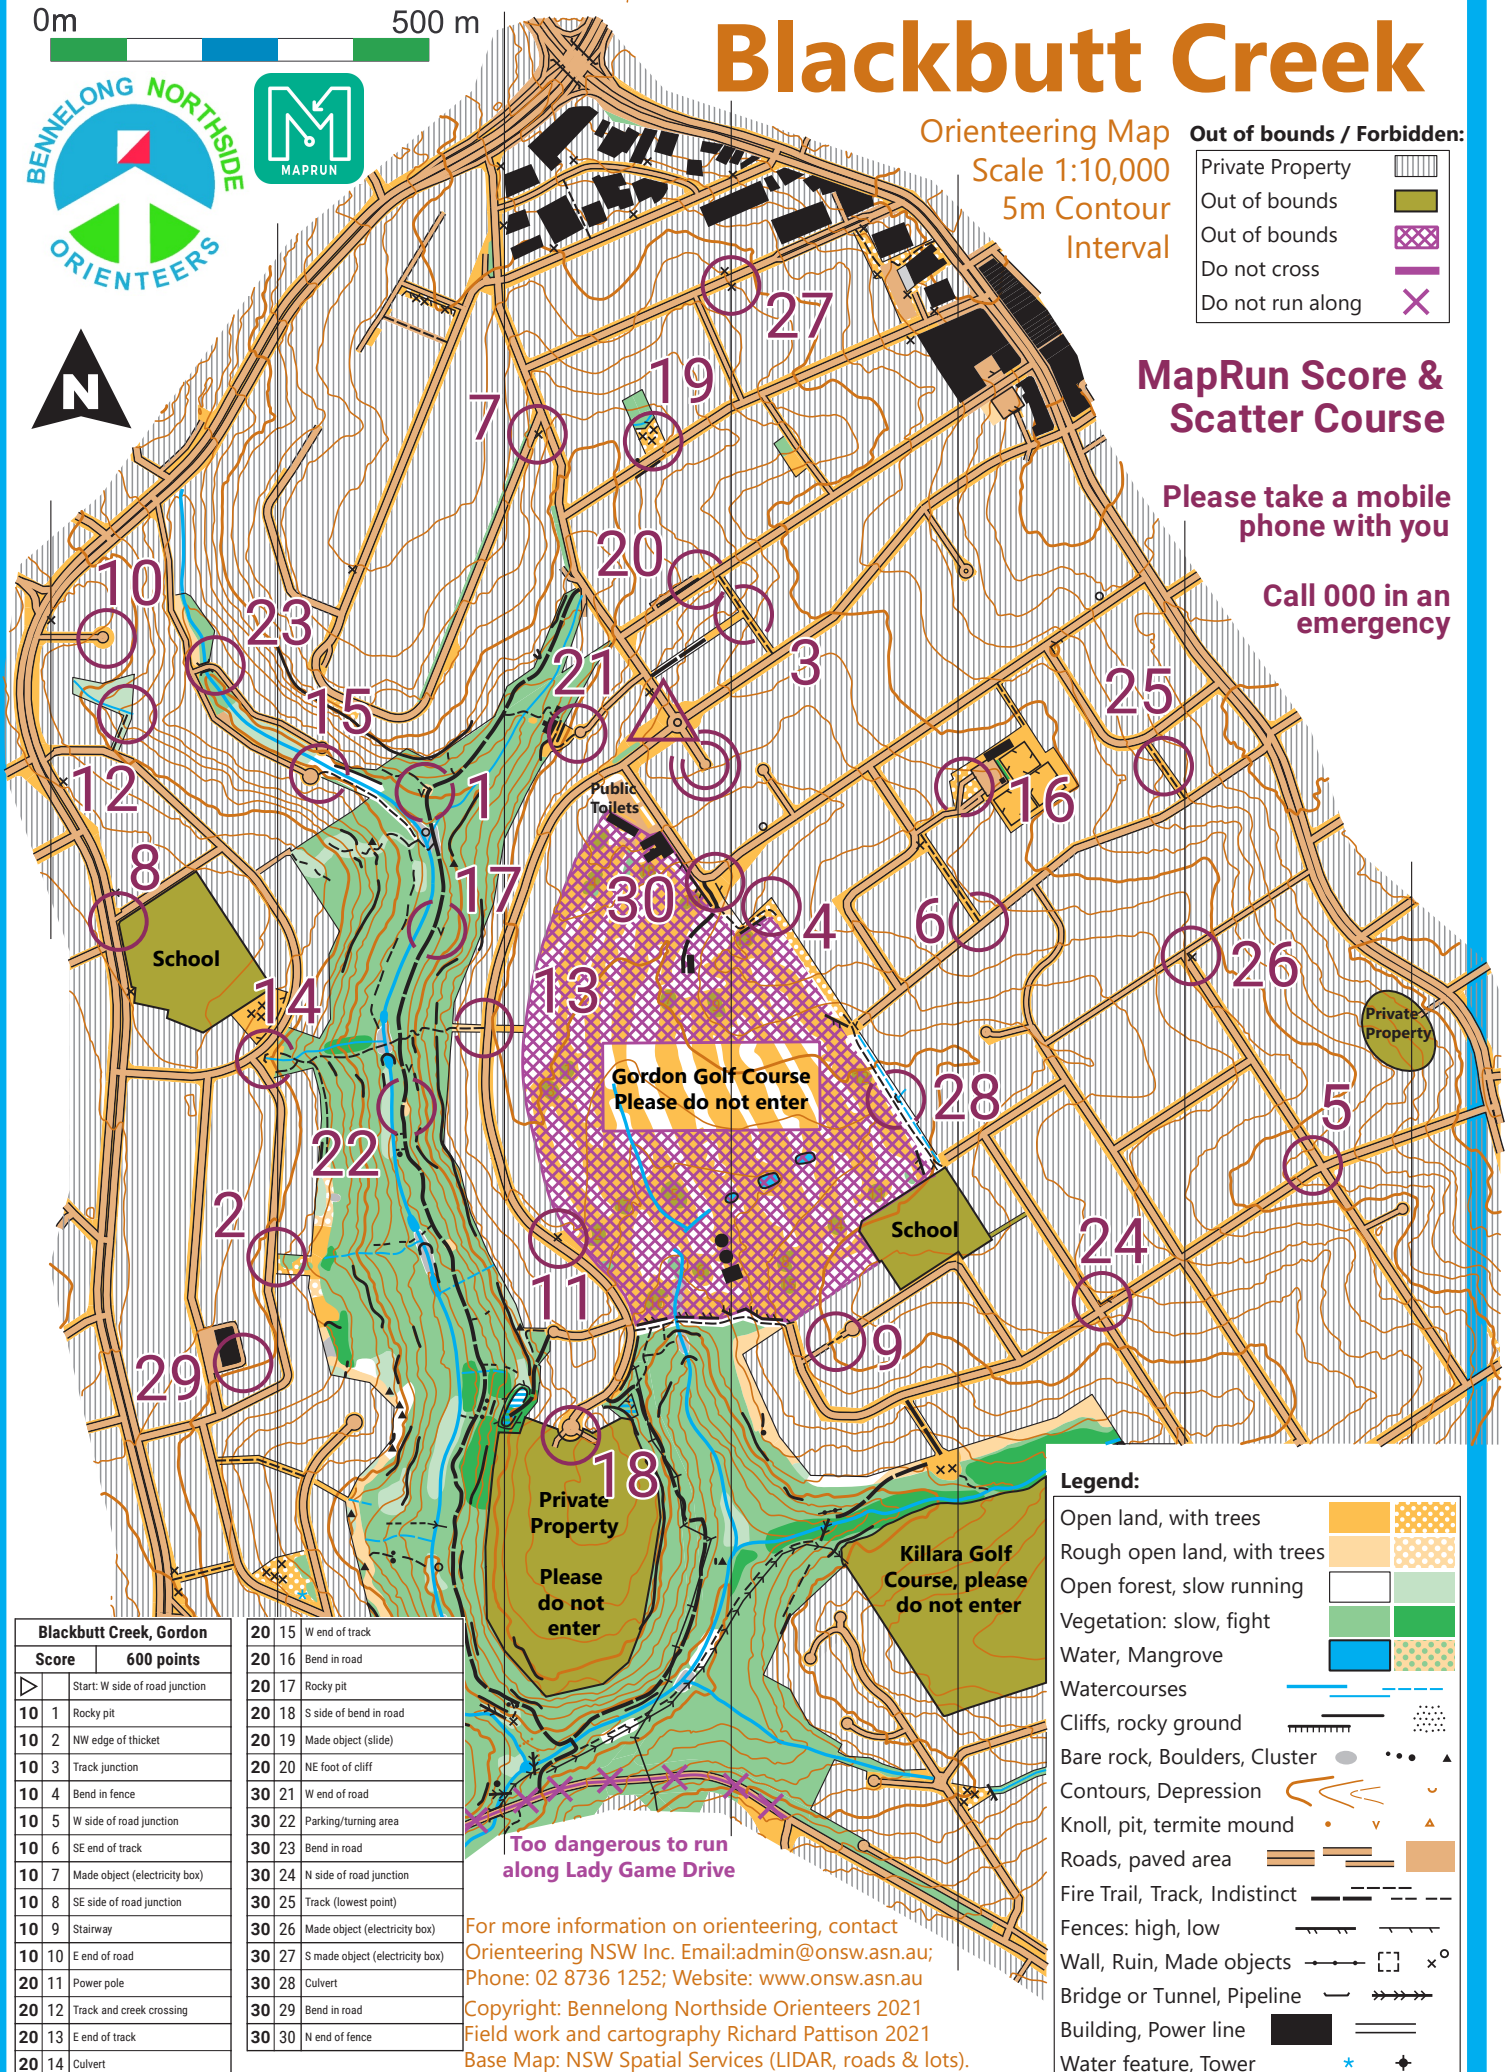 0m 500 m
Blackbutt Creek
BENNELONG NORTHSIDE
ORIENTEERS
MAPRUN
Orienteering Map
Scale 1:10,000
5m Contour
Interval
Out of bounds / Forbidden:
Private Property
Out of bounds
Out of bounds
Do not cross
Do not run along
MapRun Score &
Scatter Course
Please take a mobile
phone with you
Call 000 in an
emergency
N
27
19
7
20
10
23
3
21
15
25
12
1
16
Public
Toilets
8
17
30
4
6
School
26
14
13
Private
Property
Gordon Golf Course
Please do not enter
28
5
22
2
School
24
11
9
29
18
Private
Property
Please
do not
enter
Killara Golf
Course, please
do not enter
Too dangerous to run
along Lady Game Drive
Blackbutt Creek, Gordon
Score 600 points
Start: W side of road junction
10 1 Rocky pit
10 2 NW edge of thicket
10 3 Track junction
10 4 Bend in fence
10 5 W side of road junction
10 6 SE end of track
10 7 Made object (electricity box)
10 8 SE side of road junction
10 9 Stairway
10 10 E end of road
20 11 Power pole
20 12 Track and creek crossing
20 13 E end of track
20 14 Culvert
20 15 W end of track
20 16 Bend in road
20 17 Rocky pit
20 18 S side of bend in road
20 19 Made object (slide)
20 20 NE foot of cliff
30 21 W end of road
30 22 Parking/turning area
30 23 Bend in road
30 24 N side of road junction
30 25 Track (lowest point)
30 26 Made object (electricity box)
30 27 S made object (electricity box)
30 28 Culvert
30 29 Bend in road
30 30 N end of fence
For more information on orienteering, contact
Orienteering NSW Inc. Email:admin@onsw.asn.au;
Phone: 02 8736 1252; Website: www.onsw.asn.au
Copyright: Bennelong Northside Orienteers 2021
Field work and cartography Richard Pattison 2021
Base Map: NSW Spatial Services (LIDAR, roads & lots).
Legend:
Open land, with trees
Rough open land, with trees
Open forest, slow running
Vegetation: slow, fight
Water, Mangrove
Watercourses
Cliffs, rocky ground
Bare rock, Boulders, Cluster
Contours, Depression
Knoll, pit, termite mound
Roads, paved area
Fire Trail, Track, Indistinct
Fences: high, low
Wall, Ruin, Made objects
Bridge or Tunnel, Pipeline
Building, Power line
Water feature, Tower